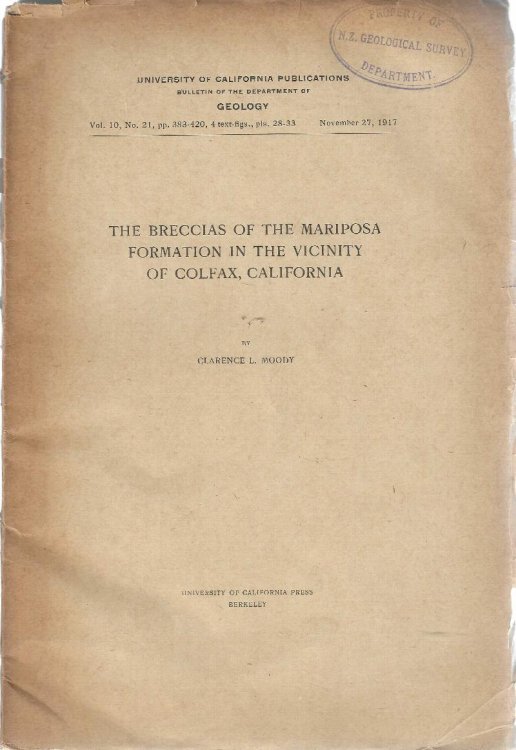 PROPERTY OF
N.Z. GEOLOGICAL SURVEY
DEPARTMENT.
UNIVERSITY OF CALIFORNIA PUBLICATIONS
BULLETIN OF THE DEPARTMENT OF
GEOLOGY
Vol. 10, No. 21, pp. 383-420, 4 text-figs., pls. 28-33 November 27, 1917
THE BRECCIAS OF THE MARIPOSA
FORMATION IN THE VICINITY
OF COLFAX, CALIFORNIA
BY
CLARENCE L. MOODY
UNIVERSITY OF CALIFORNIA PRESS
BERKELEY